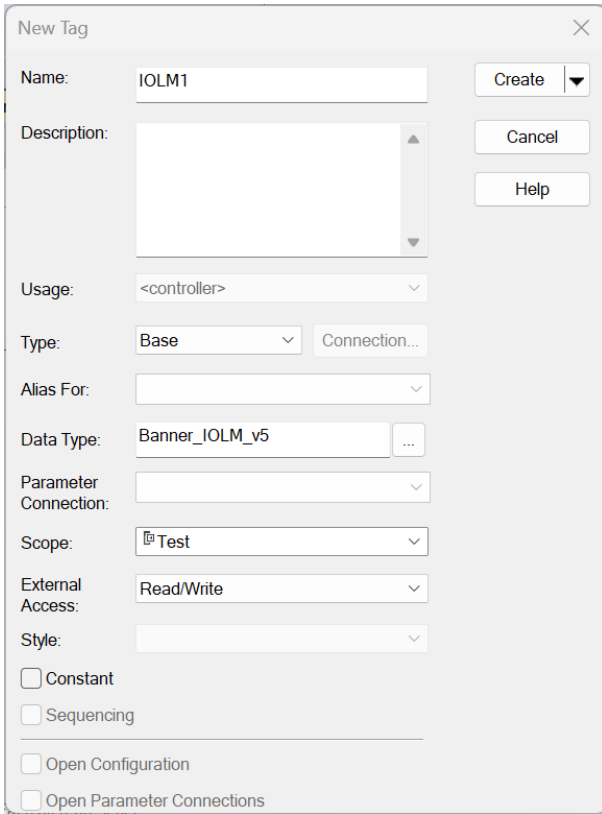 New Tag
Name:
IOLM1
Create
Description:
Cancel
Help
Usage:
<controller>
Type:
Base
Connection...
Alias For:
Data Type:
Banner_IOLM_v5
...
Parameter
Connection:
Scope:
Test
External
Access:
Read/Write
Style:
Constant
Sequencing
Open Configuration
Open Parameter Connections